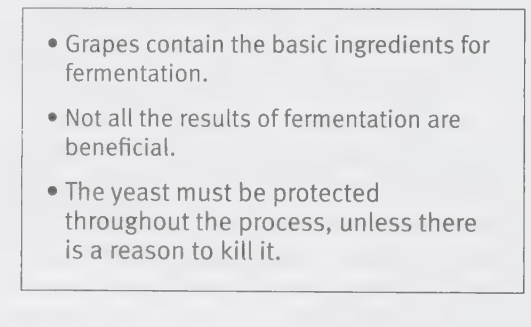 • Grapes contain the basic ingredients for
fermentation.
• Not all the results of fermentation are
beneficial.
• The yeast must be protected
throughout the process, unless there
is a reason to kill it.